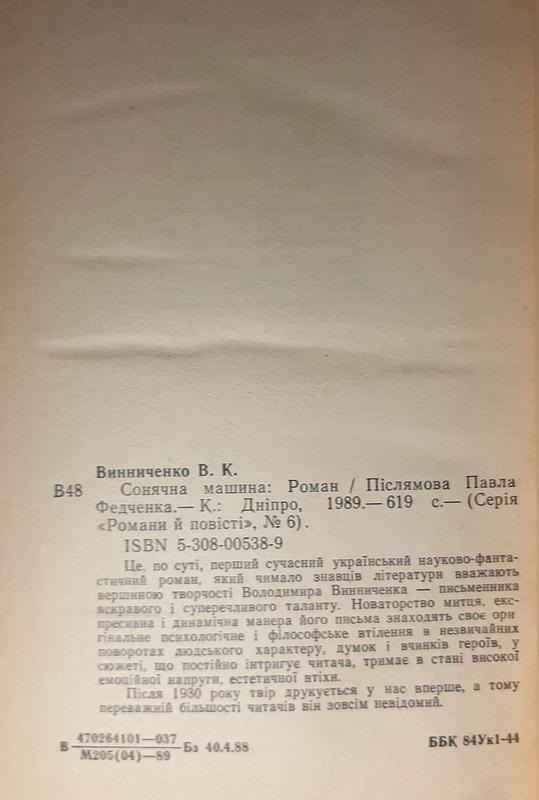 Винниченко В. К.
В48 Сонячна машина: Роман / Післямова Павла
Федченка.— К.: Дніпро, 1989.— 619 с.— (Серія
«Романи й повісті», № 6).
ISBN 5-308-00538-9
Це, по суті, перший сучасний український науково-фанта-
стичний роман, який чимало знавців літератури вважають
вершиною творчості Володимира Винниченка — письменника
яскравого і суперечливого таланту. Новаторство митця, екс-
пресивна і динамічна манера його письма знаходять своє ори
гінальне психологічне і філософське втілення в незвичайних
поворотах людського характеру, думок і вчинків героїв, у
сюжеті, що постійно інтригує читача, тримає в стані високої
емоційної напруги, естетичної втіхи.
Після 1930 року твір друкується у нас вперше, а тому
переважній більшості читачів він зовсім невідомий.
В 470264101—037
М205(04)—89 Бз 40.4.88 ББК 84Ук1-44